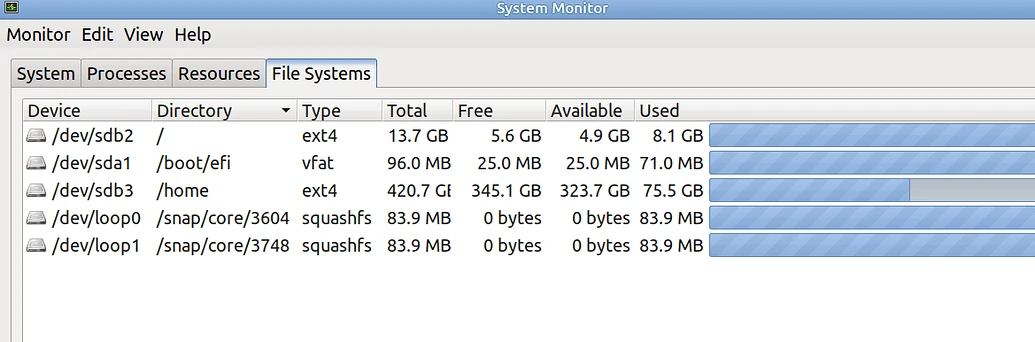 System Monitor
Monitor Edit View Help
System Processes Resources File Systems
Device Directory Type Total Free Available Used
/dev/sdb2 / ext4 13.7 GB 5.6 GB 4.9 GB 8.1 GB
/dev/sda1 /boot/efi vfat 96.0 MB 25.0 MB 25.0 MB 71.0 MB
/dev/sdb3 /home ext4 420.7 GB 345.1 GB 323.7 GB 75.5 GB
/dev/loop0 /snap/core/3604 squashfs 83.9 MB 0 bytes 0 bytes 83.9 MB
/dev/loop1 /snap/core/3748 squashfs 83.9 MB 0 bytes 0 bytes 83.9 MB